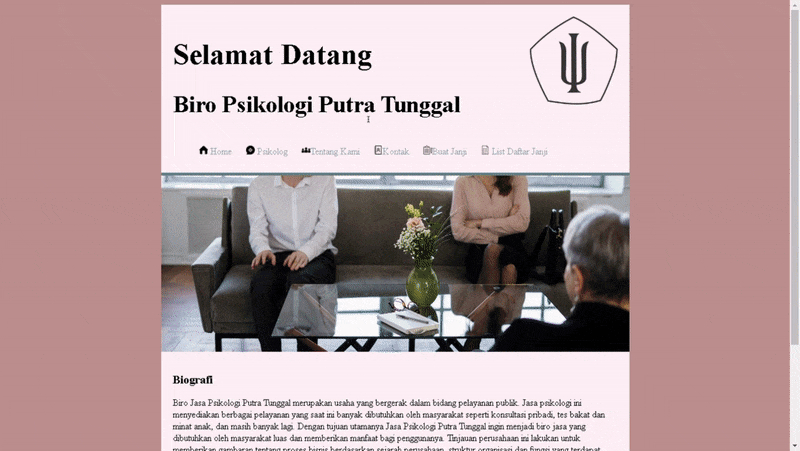 Selamat Datang
Biro Psikologi Putra Tunggal
Home Psikolog Tentang Kami Kontak Buat Janji List Daftar Janji
Biografi
Biro Jasa Psikologi Putra Tunggal merupakan usaha yang bergerak dalam bidang pelayanan publik. Jasa psikologi ini
menyediakan berbagai pelayanan yang saat ini banyak dibutuhkan oleh masyarakat seperti konsultasi pribadi, tes bakat dan
minat anak, dan masih banyak lagi. Dengan tujuan utamanya Jasa Psikologi Putra Tunggal ingin menjadi biro jasa yang
dibutuhkan oleh masyarakat luas dan memberikan manfaat bagi penggunanya. Tinjauan perusahaan ini lakukan untuk
memberikan gambaran tentang proses bisnis berdasarkan sejarah perusahaan, struktur organisasi dan fungsi yang terdapat